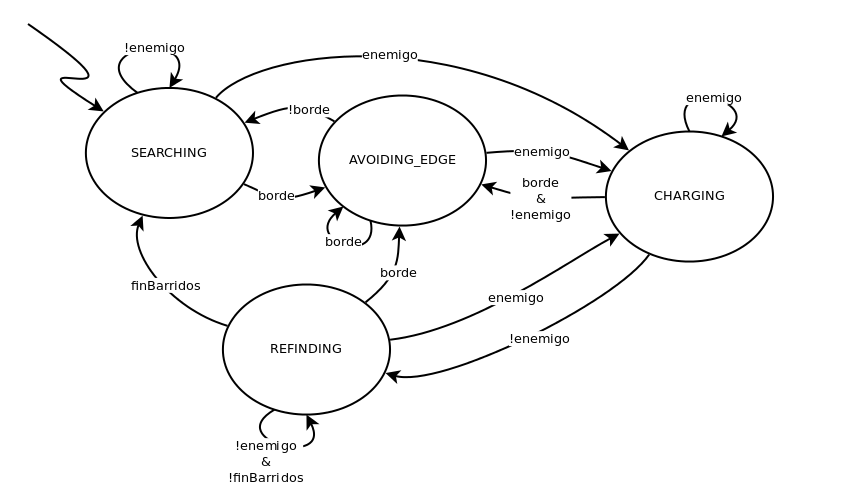 !enemigo
enemigo
enemigo
!borde
SEARCHING
AVOIDING_EDGE
enemigo
borde
&
!enemigo
CHARGING
borde
borde
borde
finBarridos
enemigo
!enemigo
REFINDING
!enemigo
&
!finBarridos